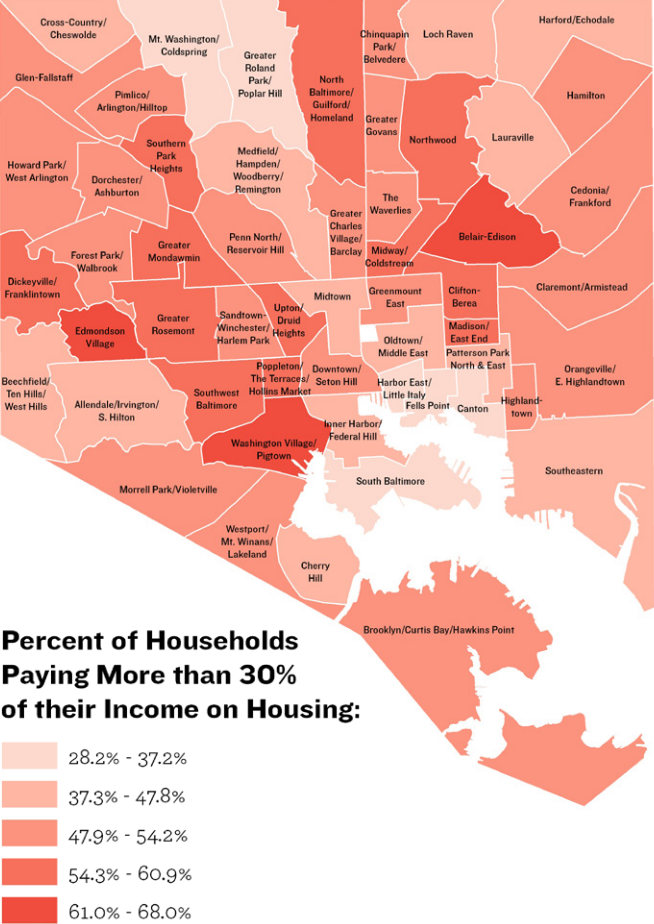 Cross-Country/
Cheswolde
Mt. Washington/
Coldspring
Greater
Roland
Park/
Poplar Hill
North
Baltimore/
Guilford/
Homeland
Chinquapin
Park/
Belvedere
Loch Raven
Harford/Echodale
Glen-Fallstaff
Pimlico/
Arlington/Hilltop
Hamilton
Greater
Govans
Northwood
Lauraville
Southern
Park
Heights
Medfield/
Hampden/
Woodberry/
Remington
Howard Park/
West Arlington
Dorchester/
Ashburton
Cedonia/
Frankford
The
Waverlies
Greater
Charles
Village/
Barclay
Belair-Edison
Penn North/
Reservoir Hill
Greater
Mondawmin
Forest Park/
Walbrook
Midway/
Coldstream
Dickeyville/
Franklintown
Claremont/Armistead
Midtown
Greenmount
East
Clifton-
Berea
Edmondson
Village
Greater
Rosemont
Sandtown-
Winchester/
Harlem Park
Upton/
Druid
Heights
Madison/
East End
Oldtown/
Middle East
Patterson Park
North & East
Beechfield/
Ten Hills/
West Hills
Allendale/Irvington/
S. Hilton
Southwest
Baltimore
Poppleton/
The Terraces/
Hollins Market
Downtown/
Seton Hill
Harbor East/
Little Italy
Fells Point
Canton
Highland-
town
Orangeville/
E. Highlandtown
Washington Village/
Pigtown
Inner Harbor/
Federal Hill
Southeastern
South Baltimore
Morrell Park/Violetville
Westport/
Mt. Winans/
Lakeland
Cherry
Hill
Brooklyn/Curtis Bay/Hawkins Point
Percent of Households
Paying More than 30%
of their Income on Housing:
28.2% - 37.2%
37.3% - 47.8%
47.9% - 54.2%
54.3% - 60.9%
61.0% - 68.0%